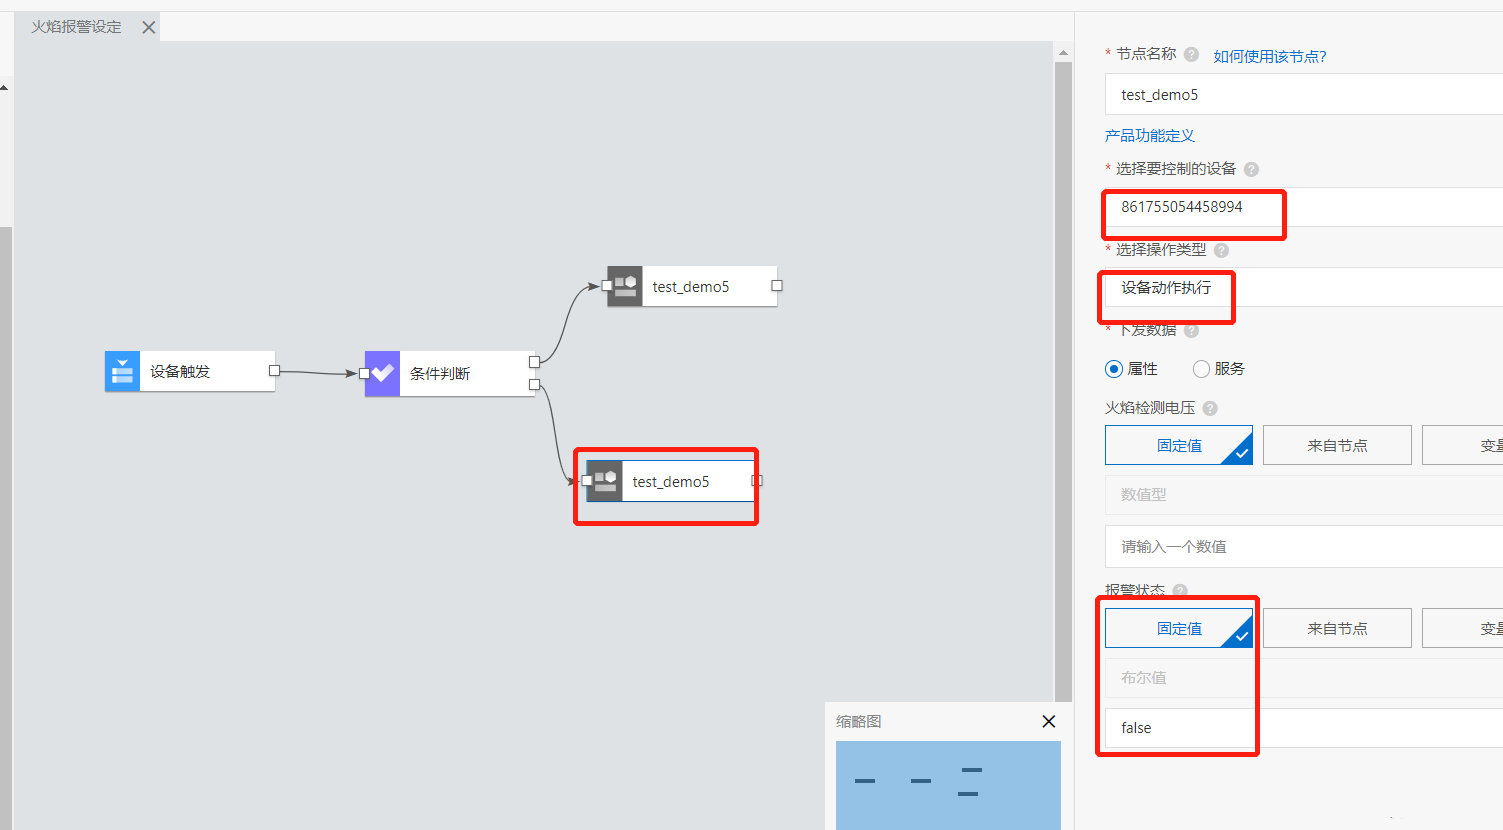 火焰报警设定
设备触发
条件判断
test_demo5
test_demo5
缩略图
* 节点名称 ? 如何使用该节点?
test_demo5
产品功能定义
* 选择要控制的设备 ?
861755054458994
* 选择操作类型 ?
设备动作执行
* 下发数据 ?
属性 服务
火焰检测电压 ?
固定值 来自节点
数值型
请输入一个数值
报警状态 ?
固定值 来自节点
布尔值
false